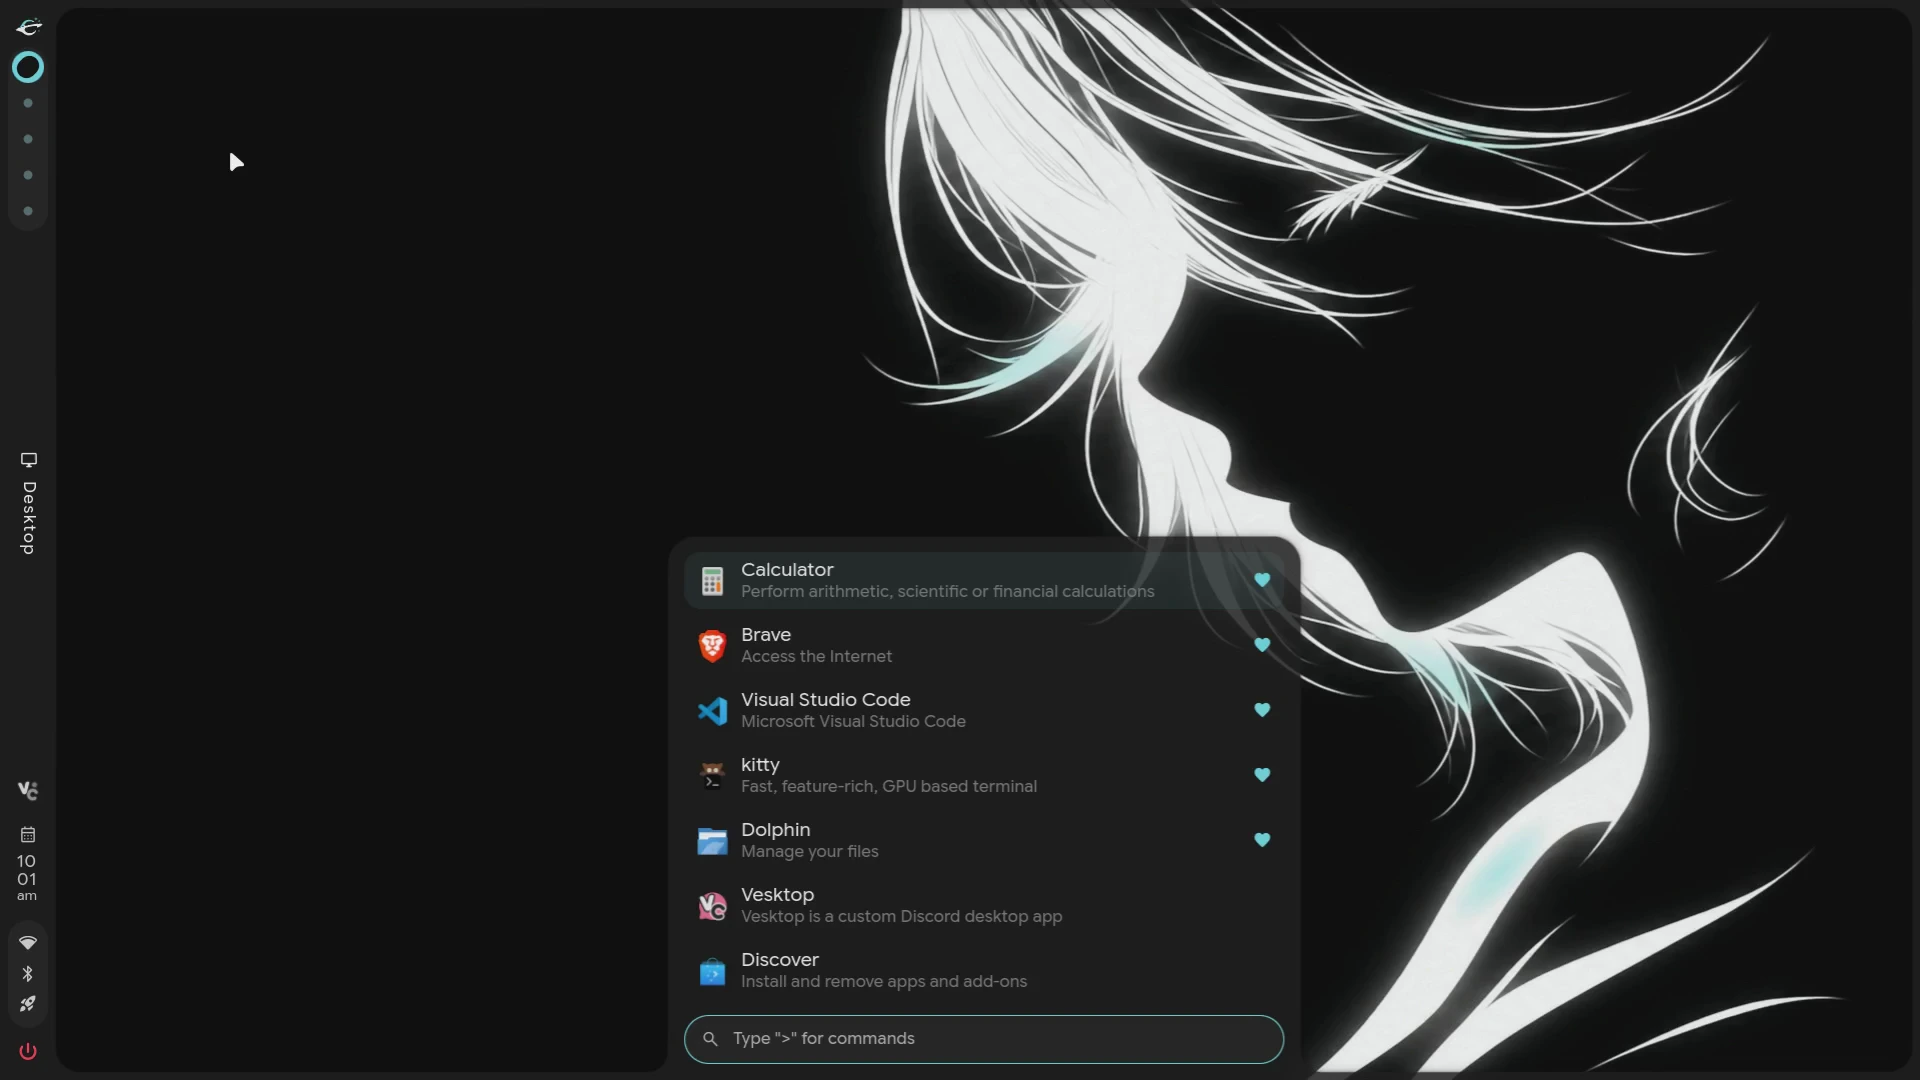 Desktop
10
01
am
Calculator
Perform arithmetic, scientific or financial calculations
Brave
Access the Internet
Visual Studio Code
Microsoft Visual Studio Code
kitty
Fast, feature-rich, GPU based terminal
Dolphin
Manage your files
Vesktop
Vesktop is a custom Discord desktop app
Discover
Install and remove apps and add-ons
Type ">" for commands